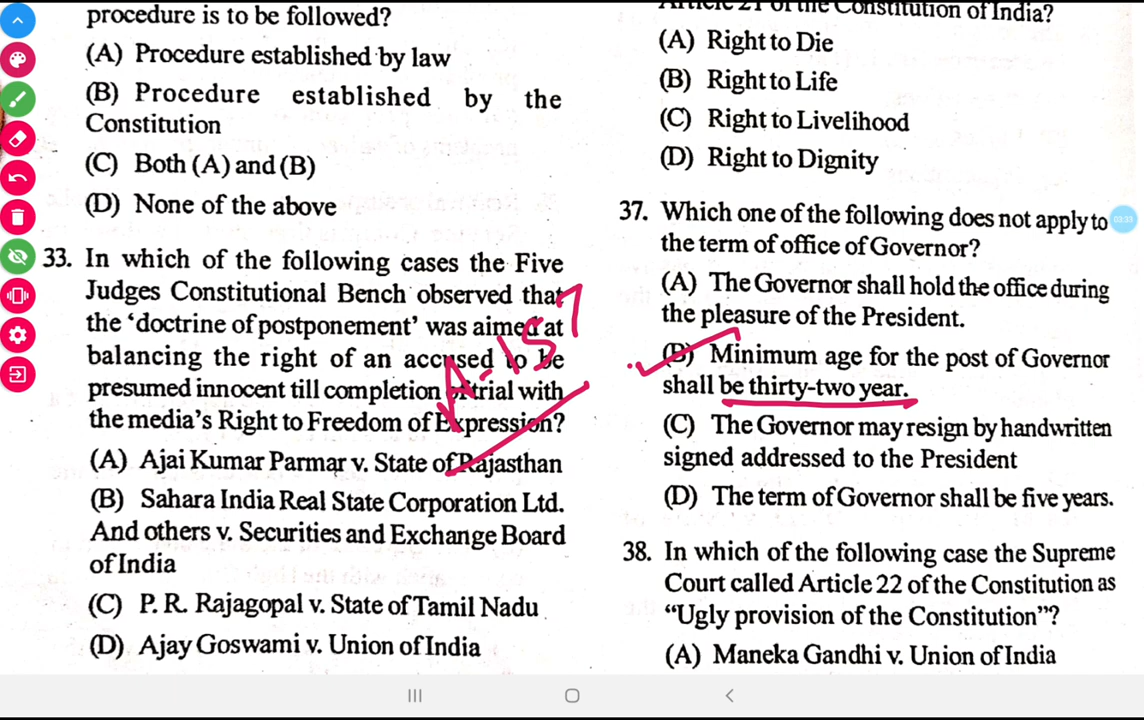 procedure is to be followed?
(A) Procedure established by law
(B) Procedure established by the
Constitution
(C) Both (A) and (B)
(D) None of the above
33. In which of the following cases the Five
Judges Constitutional Bench observed that
the ‘doctrine of postponement’ was aimed at
balancing the right of an accused to be
presumed innocent till completion of trial with
the media’s Right to Freedom of Expression?
(A) Ajai Kumar Parmar v. State of Rajasthan
(B) Sahara India Real State Corporation Ltd.
And others v. Securities and Exchange Board
of India
(C) P. R. Rajagopal v. State of Tamil Nadu
(D) Ajay Goswami v. Union of India
A-157
Article 21 of the Constitution of India?
(A) Right to Die
(B) Right to Life
(C) Right to Livelihood
(D) Right to Dignity
37. Which one of the following does not apply to
the term of office of Governor?
(A) The Governor shall hold the office during
the pleasure of the President.
(B) Minimum age for the post of Governor
shall be thirty-two year.
(C) The Governor may resign by handwritten
signed addressed to the President
(D) The term of Governor shall be five years.
38. In which of the following case the Supreme
Court called Article 22 of the Constitution as
“Ugly provision of the Constitution”?
(A) Maneka Gandhi v. Union of India